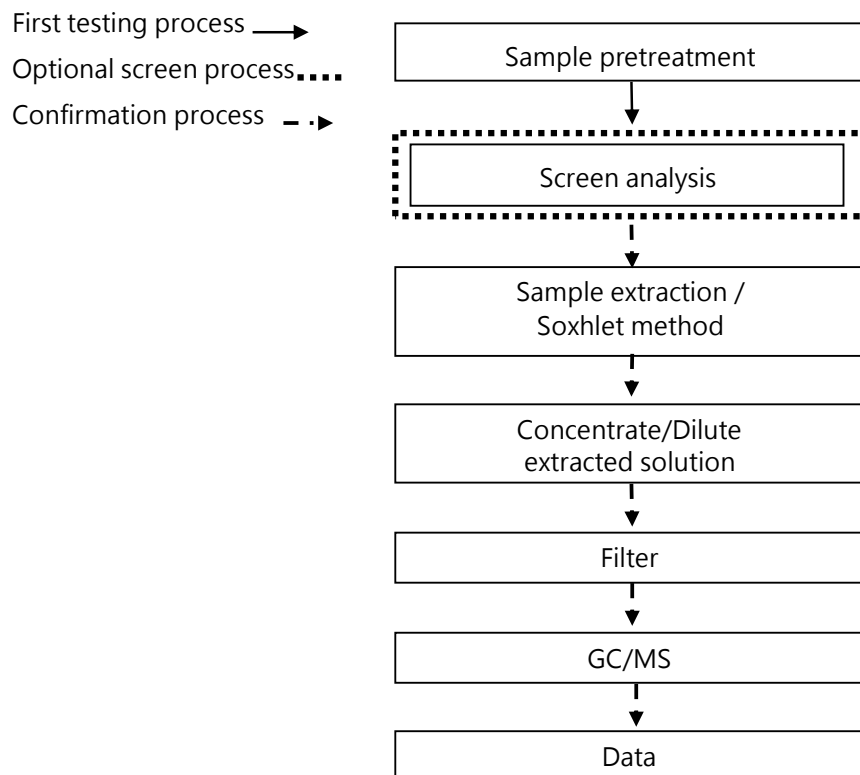 First testing process
Optional screen process
Confirmation process
Sample pretreatment
Screen analysis
Sample extraction /
Soxhlet method
Concentrate/Dilute
extracted solution
Filter
GC/MS
Data